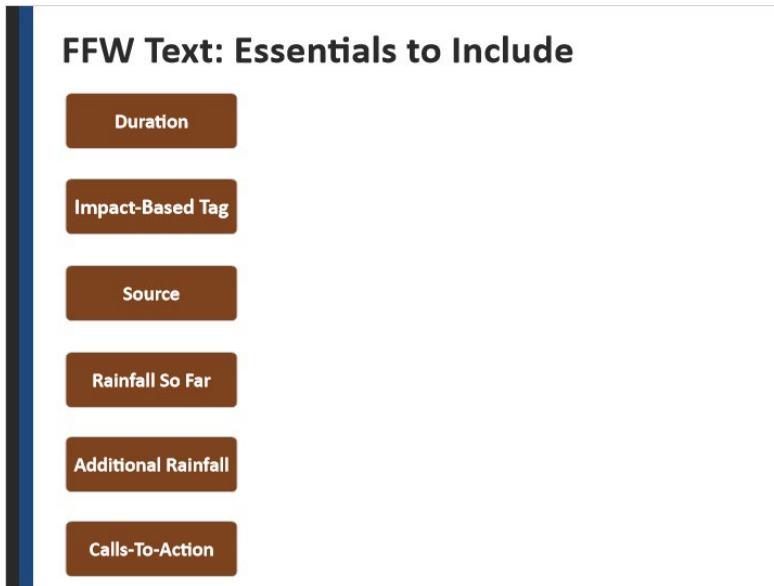 FFW Text: Essentials to Include
Duration
Impact-Based Tag
Source
Rainfall So Far
Additional Rainfall
Calls-To-Action